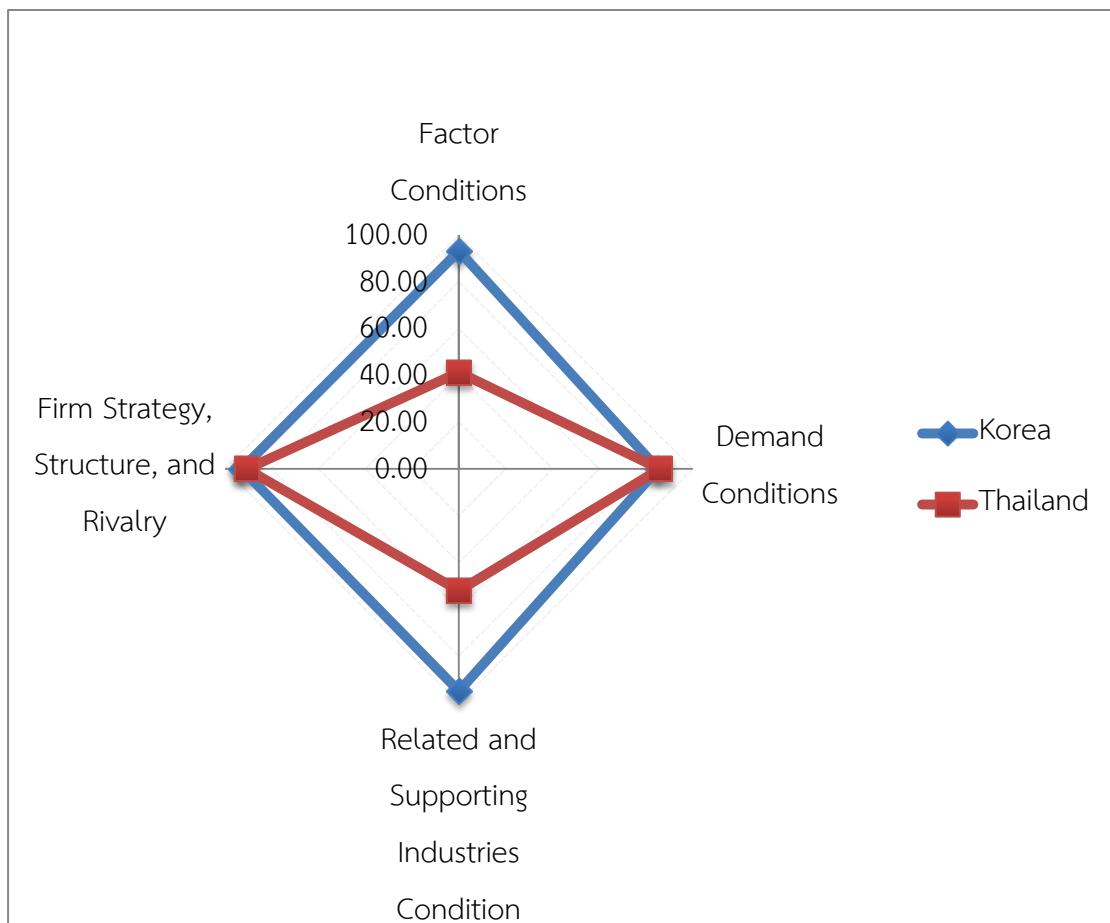 Factor
Conditions
100.00
80.00
60.00
40.00
20.00
0.00
Firm Strategy,
Structure, and
Rivalry
Demand
Conditions
Korea
Thailand
Related and
Supporting
Industries
Condition